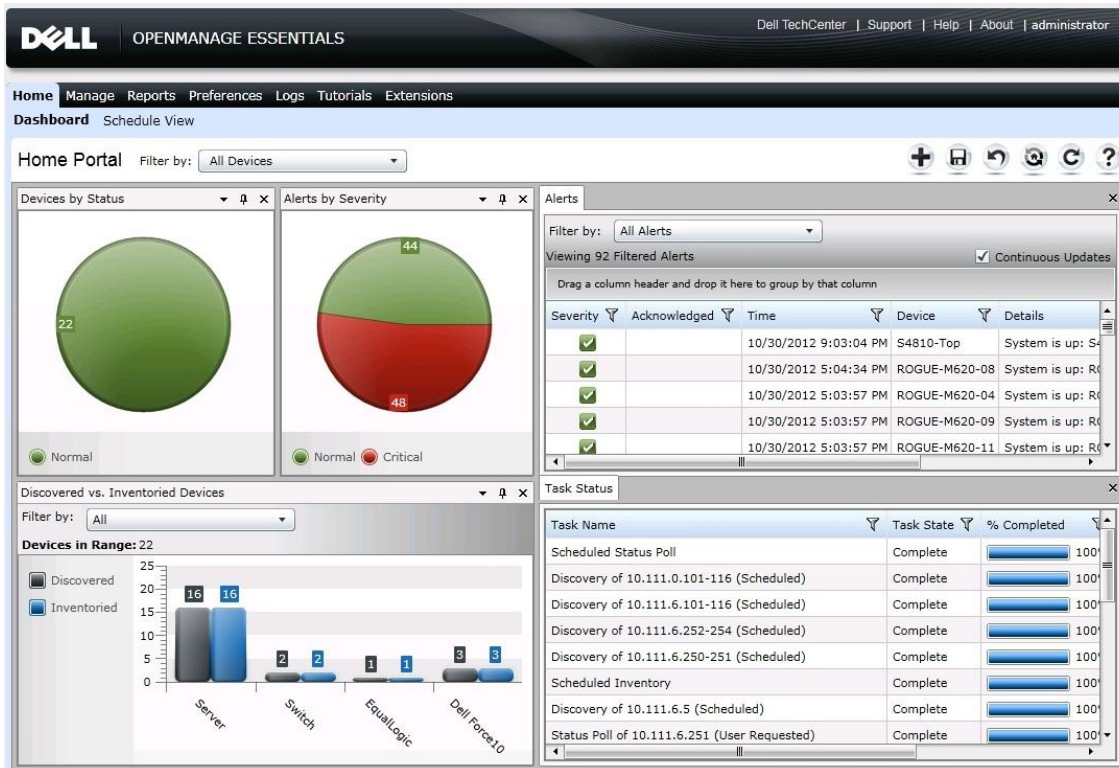 DELL OPENMANAGE ESSENTIALS
Dell TechCenter | Support | Help | About | administrator
Home Manage Reports Preferences Logs Tutorials Extensions
Dashboard Schedule View
Home Portal Filter by: All Devices
Devices by Status
22
Normal
Alerts by Severity
44
48
Normal Critical
Alerts
Filter by: All Alerts
Viewing 92 Filtered Alerts Continuous Updates
Drag a column header and drop it here to group by that column
Severity Acknowledged Time Device Details
10/30/2012 9:03:04 PM S4810-Top System is up: S4
10/30/2012 5:04:34 PM ROGUE-M620-08 System is up: RO
10/30/2012 5:03:57 PM ROGUE-M620-04 System is up: RO
10/30/2012 5:03:57 PM ROGUE-M620-09 System is up: RO
10/30/2012 5:03:57 PM ROGUE-M620-11 System is up: RO
Discovered vs. Inventoried Devices
Filter by: All
Devices in Range: 22
Discovered
Inventoried
25
20
15
10
5
0
16 16
2 2
1 1
3 3
Server Switch EqualLogic Dell Force10
Task Status
Task Name Task State % Completed
Scheduled Status Poll Complete 100%
Discovery of 10.111.0.101-116 (Scheduled) Complete 100%
Discovery of 10.111.6.101-116 (Scheduled) Complete 100%
Discovery of 10.111.6.252-254 (Scheduled) Complete 100%
Discovery of 10.111.6.250-251 (Scheduled) Complete 100%
Scheduled Inventory Complete 100%
Discovery of 10.111.6.5 (Scheduled) Complete 100%
Status Poll of 10.111.6.251 (User Requested) Complete 100%